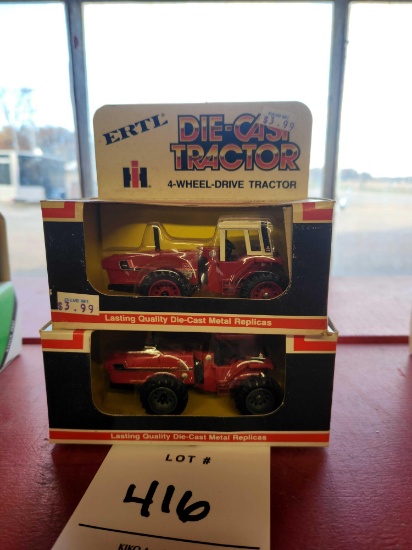 ERTL
DIE-CAST
TRACTOR
$3.99
IH
4-WHEEL-DRIVE TRACTOR
$3.99
Lasting Quality Die-Cast Metal Replicas
Lasting Quality Die-Cast Metal Replicas
LOT #
416
KIKO